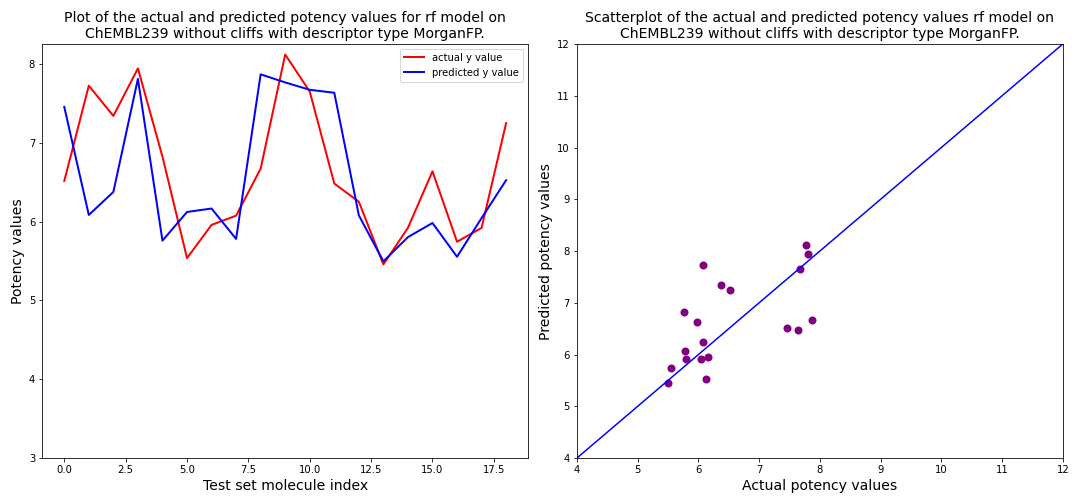 Plot of the actual and predicted potency values for rf model on
ChEMBL239 without cliffs with descriptor type MorganFP.
actual y value
predicted y value
8
7
6
5
4
3
Potency values
0.0 2.5 5.0 7.5 10.0 12.5 15.0 17.5
Test set molecule index
Scatterplot of the actual and predicted potency values rf model on
ChEMBL239 without cliffs with descriptor type MorganFP.
12
11
10
9
8
7
6
5
4
Predicted potency values
4 5 6 7 8 9 10 11 12
Actual potency values